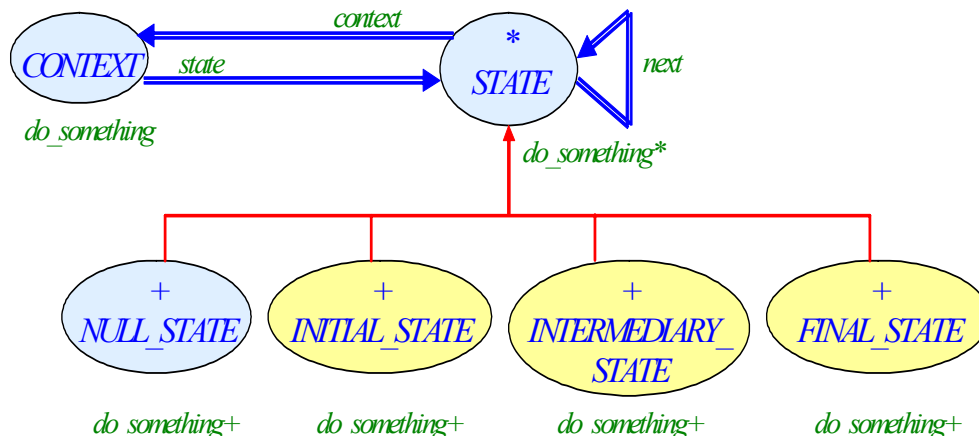 context
*
CONTEXT
state
STATE
next
do_something
do_something*
+
NULL_STATE
+
INITIAL_STATE
+
INTERMEDIARY_
STATE
+
FINAL_STATE
do something+
do something+
do something+
do something+